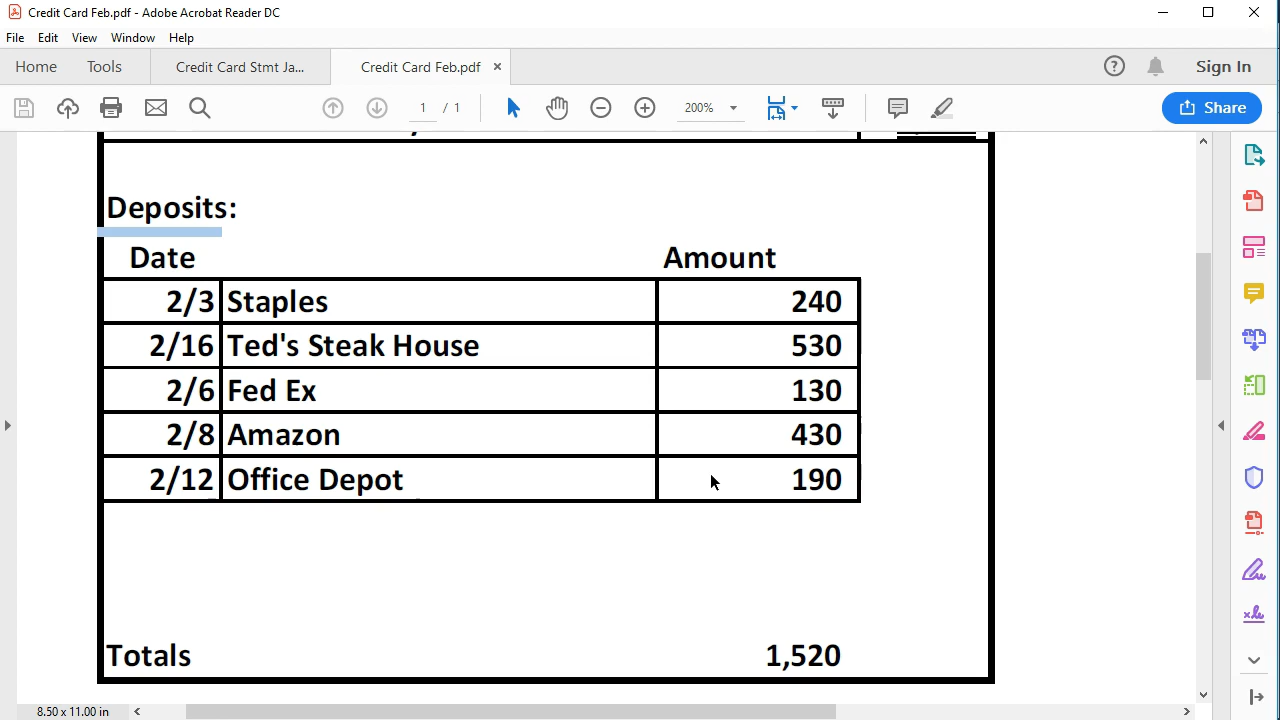 Credit Card Feb.pdf - Adobe Acrobat Reader DC
File Edit View Window Help
Home Tools Credit Card Stmt Ja... Credit Card Feb.pdf × Sign In
1 / 1 200% Share
Deposits:
Date Amount
2/3 Staples 240
2/16 Ted's Steak House 530
2/6 Fed Ex 130
2/8 Amazon 430
2/12 Office Depot 190
Totals 1,520
8.50 x 11.00 in